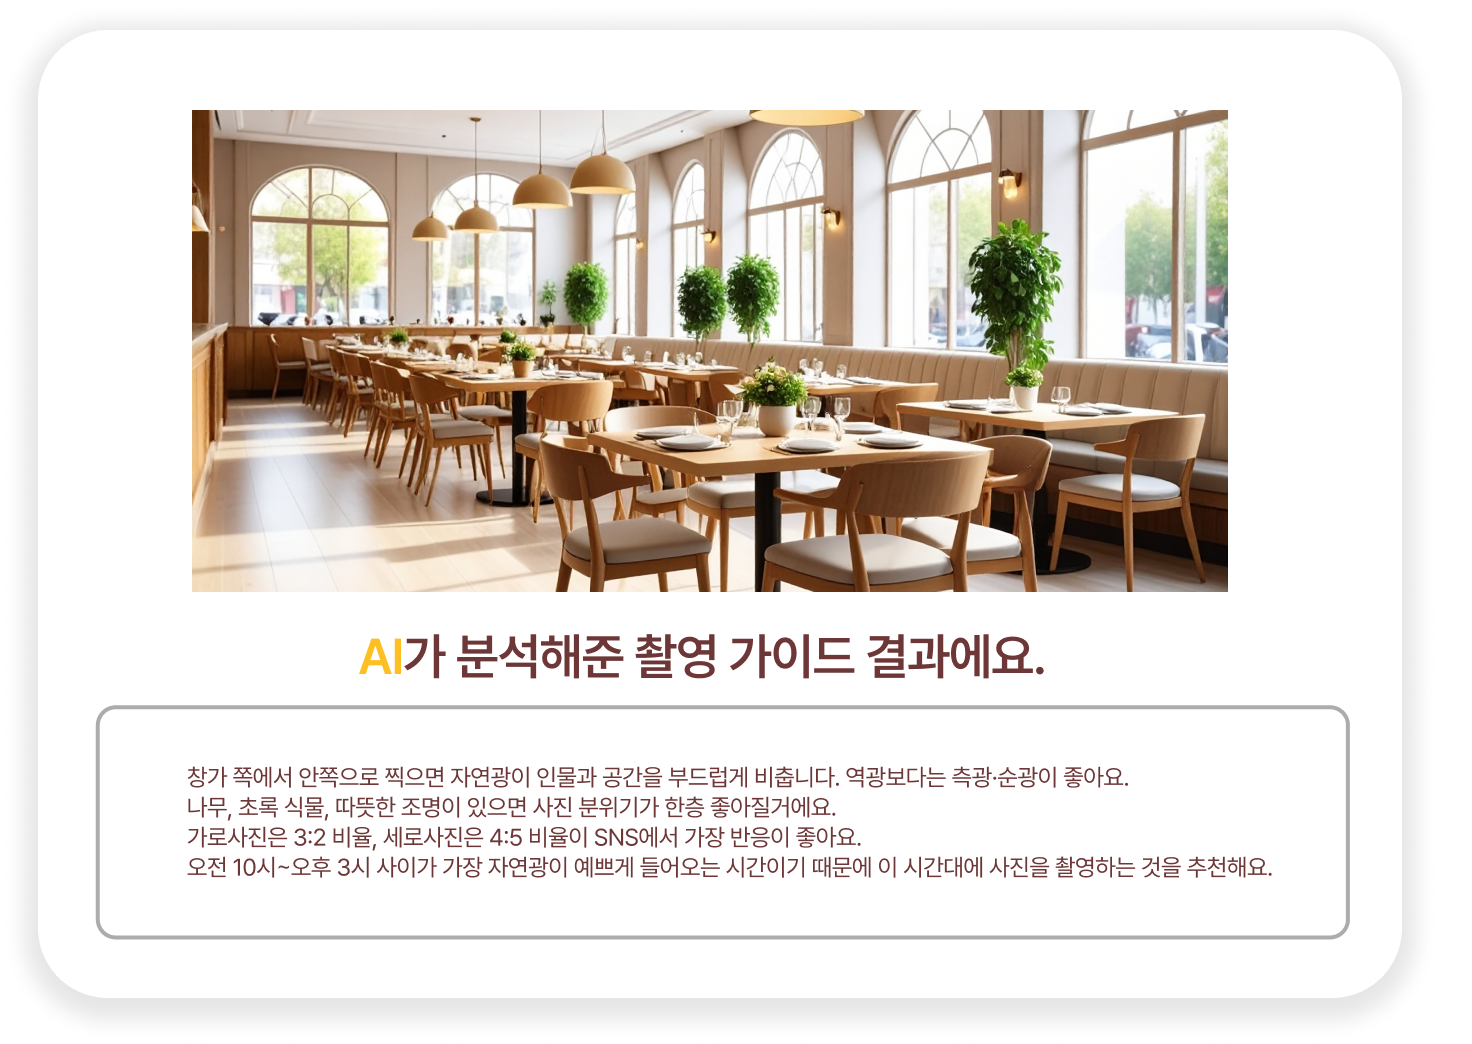 AI가 분석해준 촬영 가이드 결과에요.
창가 쪽에서 안쪽으로 찍으면 자연광이 인물과 공간을 부드럽게 비춥니다. 역광보다는 측광·순광이 좋아요.
나무, 초록 식물, 따뜻한 조명이 있으면 사진 분위기가 한층 좋아질거에요.
가로사진은 3:2 비율, 세로사진은 4:5 비율이 SNS에서 가장 반응이 좋아요.
오전 10시~오후 3시 사이가 가장 자연광이 예쁘게 들어오는 시간이기 때문에 이 시간대에 사진을 촬영하는 것을 추천해요.